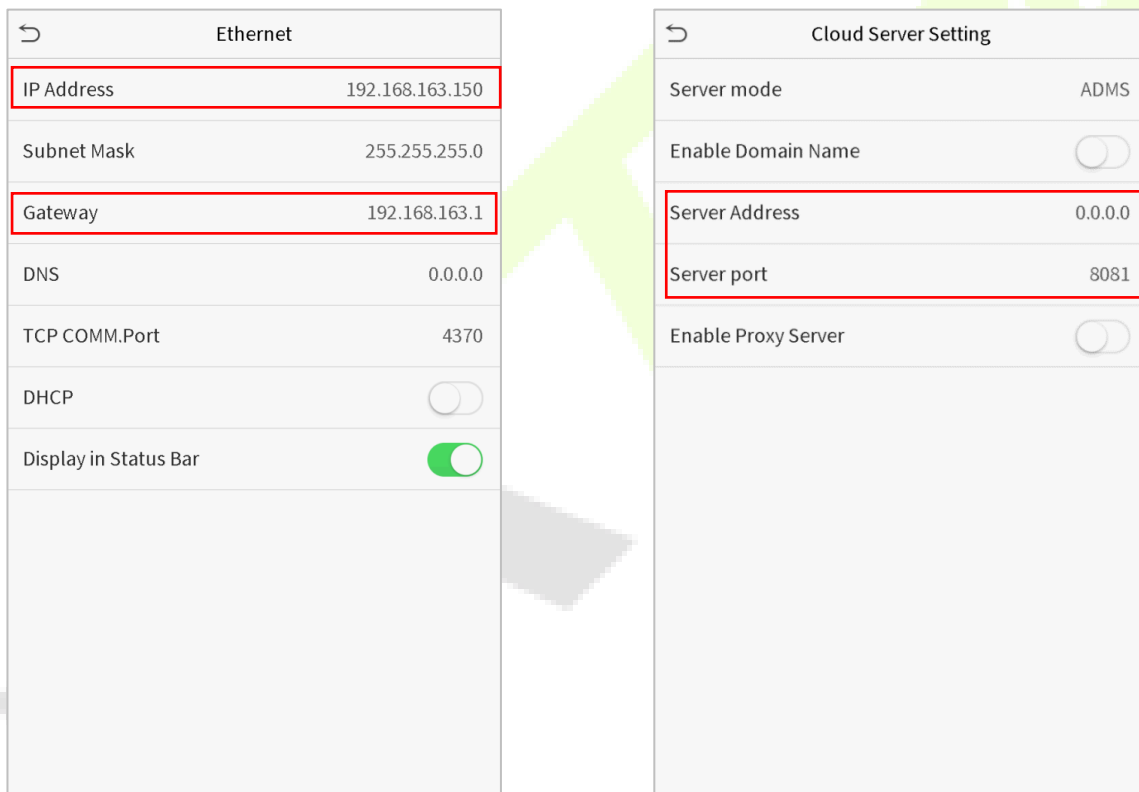 Ethernet
IP Address 192.168.163.150
Subnet Mask 255.255.255.0
Gateway 192.168.163.1
DNS 0.0.0.0
TCP COMM.Port 4370
DHCP
Display in Status Bar
Cloud Server Setting
Server mode ADMS
Enable Domain Name
Server Address 0.0.0.0
Server port 8081
Enable Proxy Server